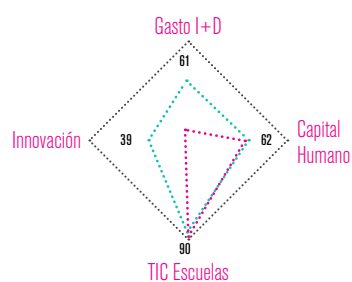 Gasto I+D
61
Innovación
39
62
Capital
Humano
90
TIC Escuelas